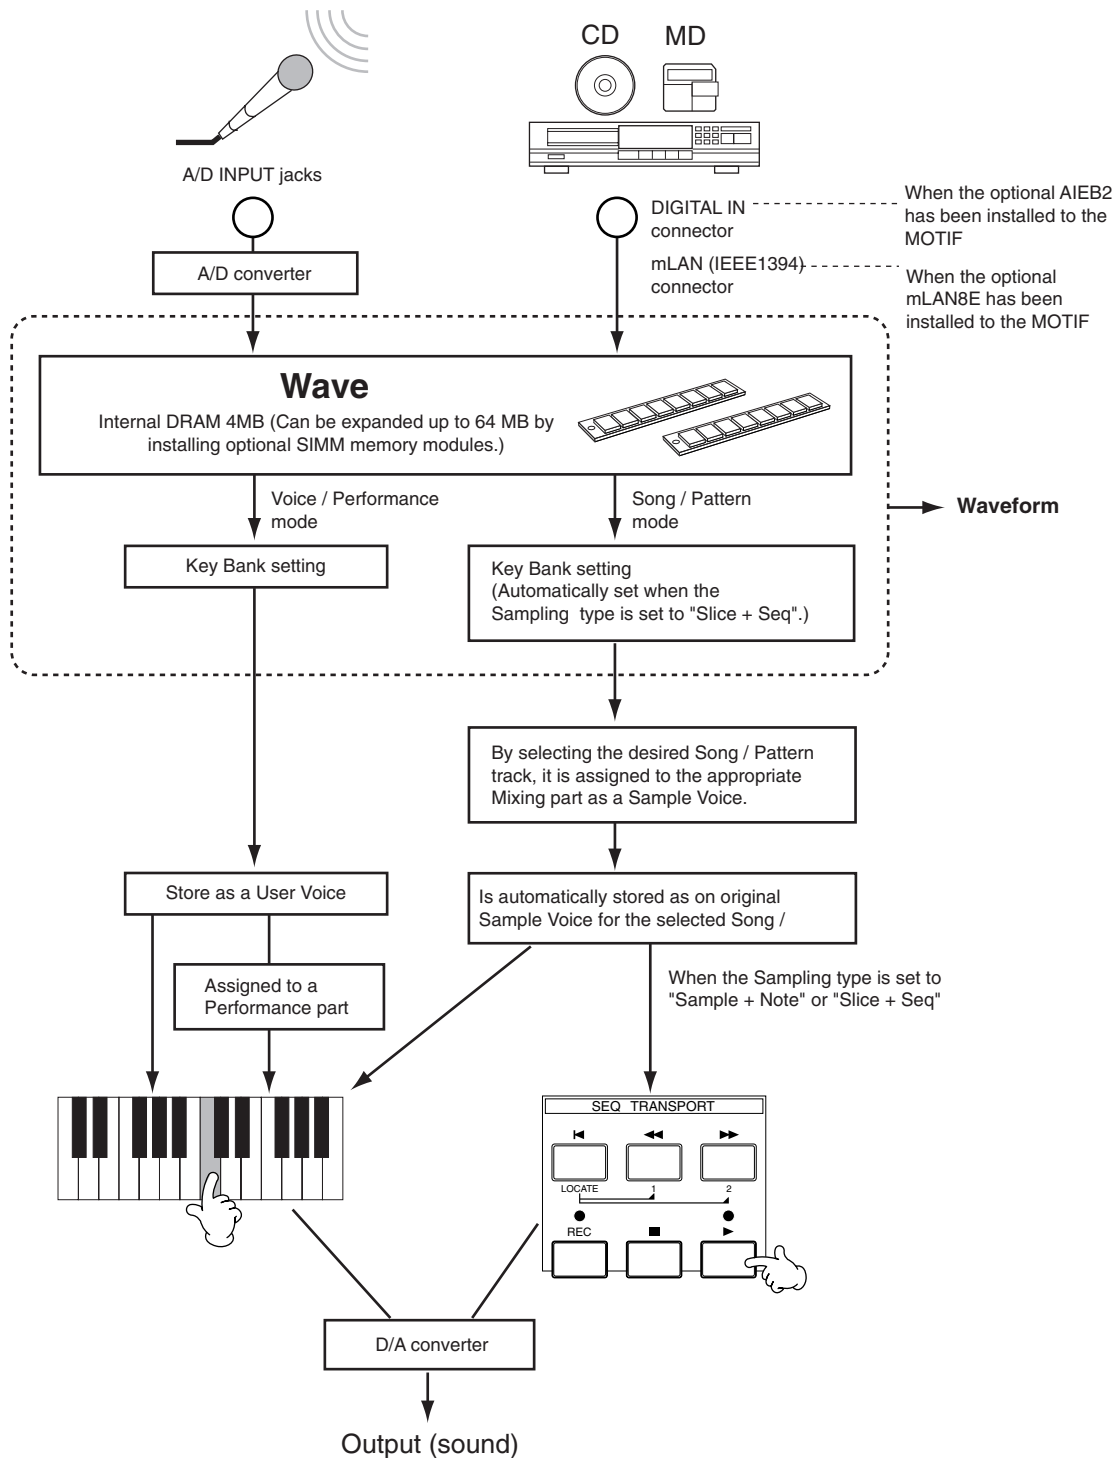 CD MD
A/D INPUT jacks
DIGITAL IN
connector
When the optional AIEB2
has been installed to the
MOTIF
A/D converter
mLAN (IEEE1394)
connector
When the optional
mLAN8E has been
installed to the MOTIF
Wave
Internal DRAM 4MB (Can be expanded up to 64 MB by
installing optional SIMM memory modules.)
Voice / Performance
mode
Song / Pattern
mode
Waveform
Key Bank setting
Key Bank setting
(Automatically set when the
Sampling type is set to "Slice + Seq".)
By selecting the desired Song / Pattern
track, it is assigned to the appropriate
Mixing part as a Sample Voice.
Store as a User Voice
Is automatically stored as on original
Sample Voice for the selected Song /
Assigned to a
Performance part
When the Sampling type is set to
"Sample + Note" or "Slice + Seq"
SEQ TRANSPORT
LOCATE 1 2
REC
D/A converter
Output (sound)